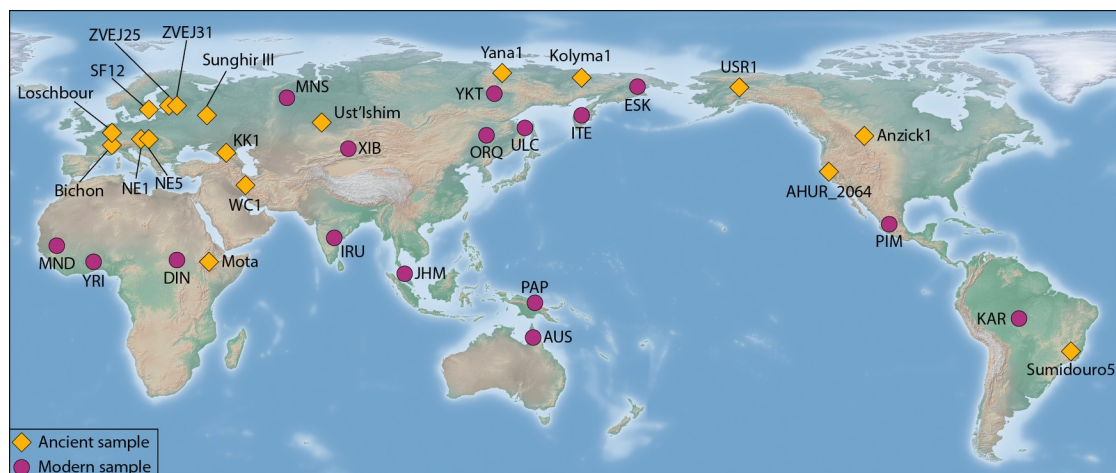 ZVEJ25
ZVEJ31
SF12
Sunghir III
Loschbour
MNS
Yana1
Kolyma1
USR1
YKT
ESK
Ust'Ishim
ITE
KK1
XIB
ORQ
ULC
Anzick1
Bichon
NE1
NE5
WC1
AHUR_2064
PIM
MND
YRI
DIN
Mota
IRU
JHM
PAP
AUS
KAR
Sumidouro5
Ancient sample
Modern sample